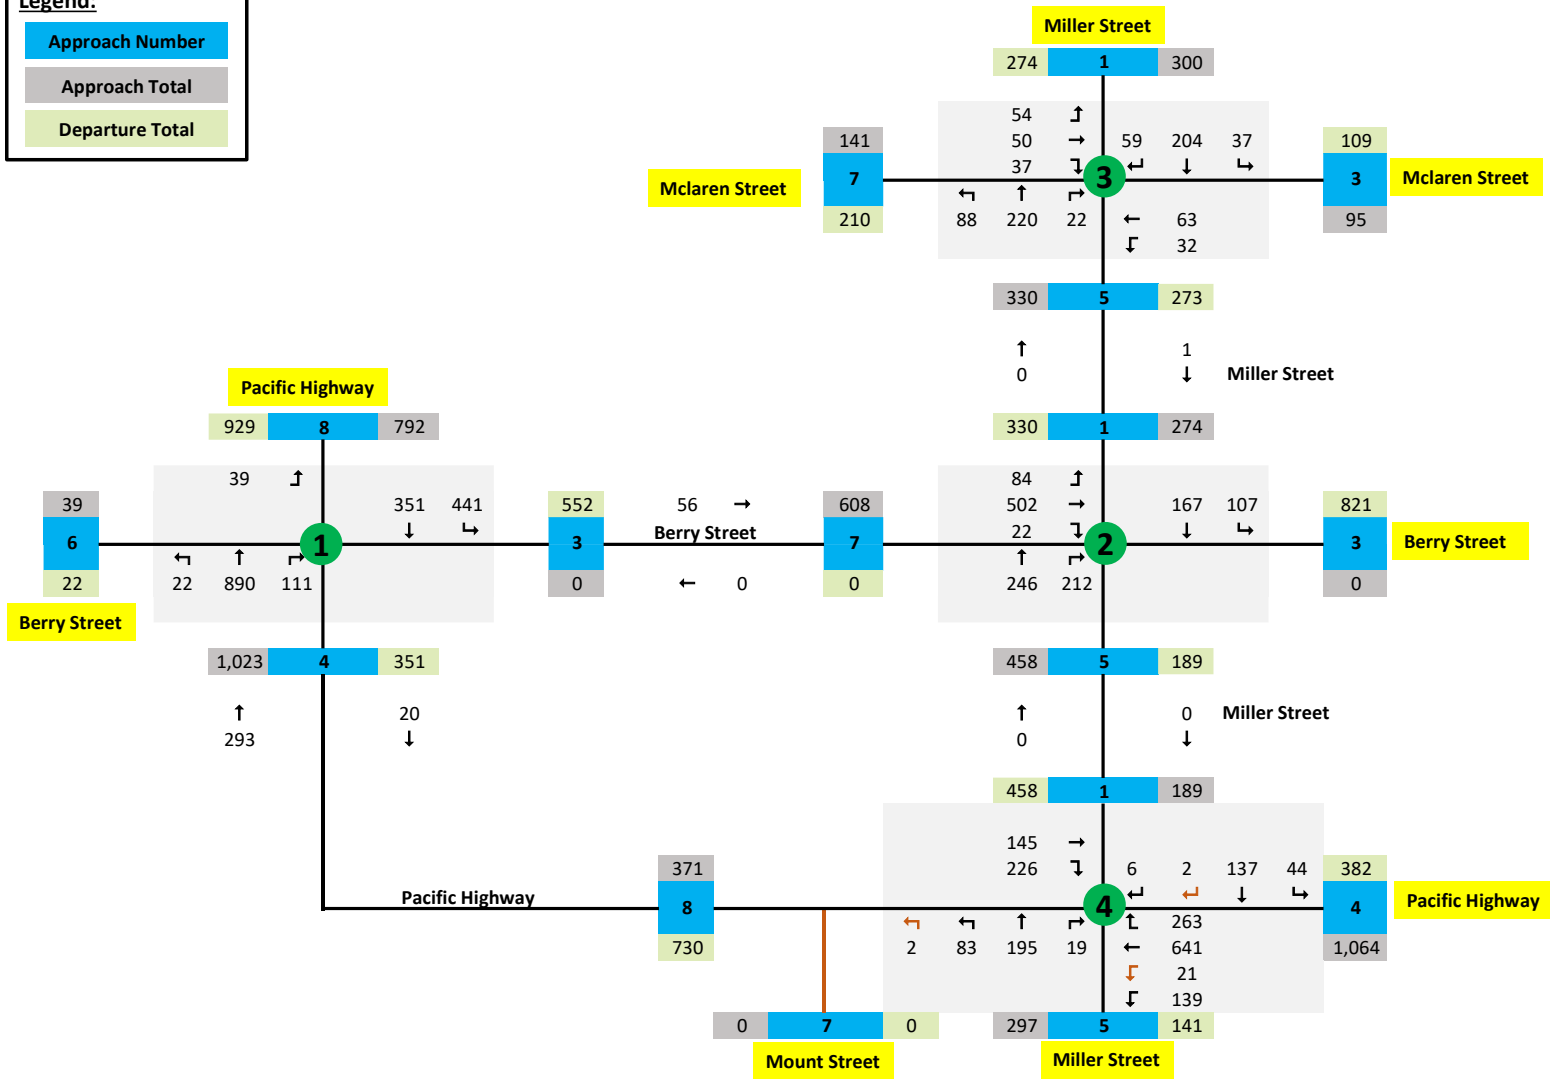 Legend:
Approach Number
Approach Total
Departure Total
Miller Street
274 1 300
54
50 59 204 37
37
141 109
Mclaren Street 7 3 3 Mclaren Street
210 95
88 220 22 63
32
330 5 273
1
0 Miller Street
Pacific Highway
929 8 792
330 1 274
39 351 441
84
39 552 56 608 502 167 107 821
22
6 1 3 Berry Street 7 2 3 Berry Street
22 22 890 111 0 0 0 246 212 0
Berry Street
1,023 4 351
458 5 189
20 0 Miller Street
293 0
458 1 189
145
371 226 6 2 137 44 382
Pacific Highway 8 4 4 Pacific Highway
263
730 2 83 195 19 641 1,064
21
139
0 7 0 297 5 141
Mount Street Miller Street